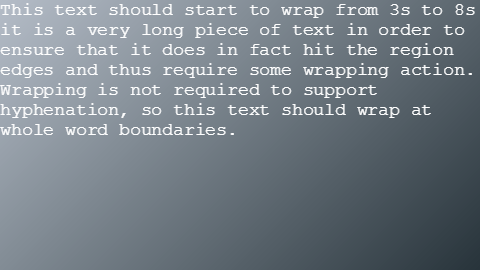 This text should start to wrap from 3s to 8s
it is a very long piece of text in order to
ensure that it does in fact hit the region
edges and thus require some wrapping action.
Wrapping is not required to support
hyphenation, so this text should wrap at
whole word boundaries.